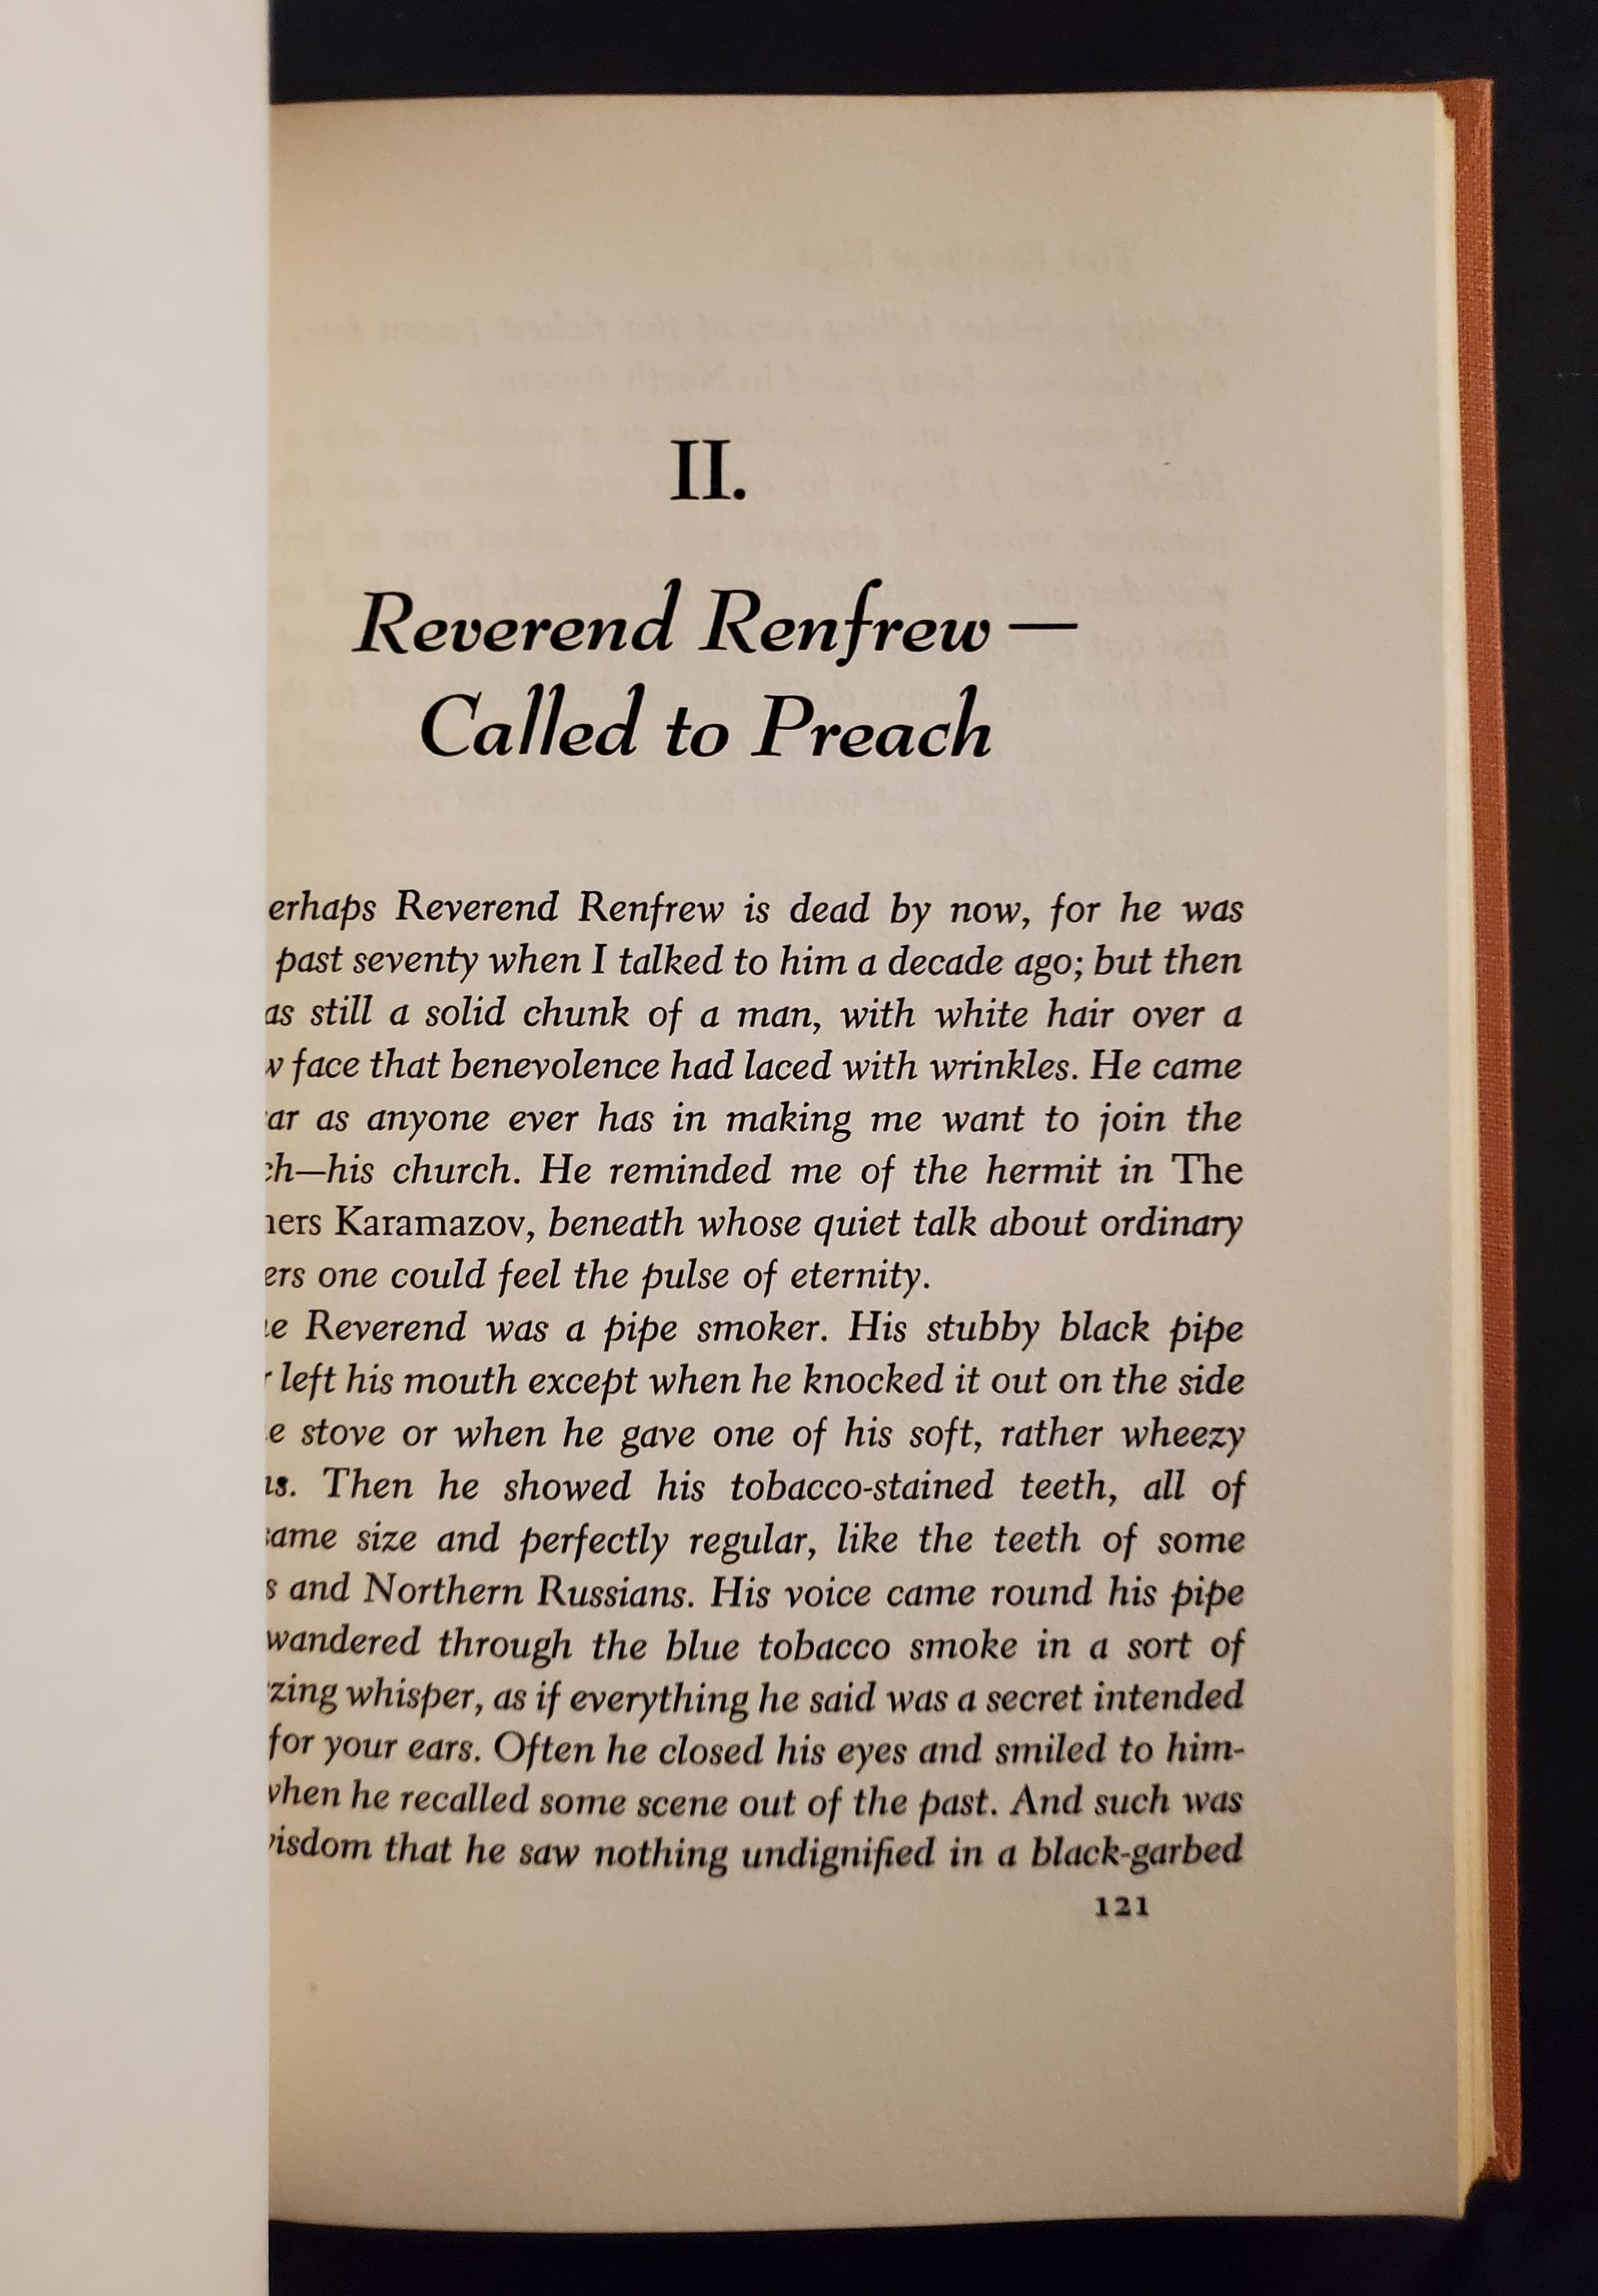 II.
Reverend Renfrew —
Called to Preach
erhaps Reverend Renfrew is dead by now, for he was
past seventy when I talked to him a decade ago; but then
as still a solid chunk of a man, with white hair over a
w face that benevolence had laced with wrinkles. He came
ar as anyone ever has in making me want to join the
ch—his church. He reminded me of the hermit in The
hers Karamazov, beneath whose quiet talk about ordinary
ers one could feel the pulse of eternity.
e Reverend was a pipe smoker. His stubby black pipe
r left his mouth except when he knocked it out on the side
e stove or when he gave one of his soft, rather wheezy
s. Then he showed his tobacco-stained teeth, all of
same size and perfectly regular, like the teeth of some
s and Northern Russians. His voice came round his pipe
wandered through the blue tobacco smoke in a sort of
zing whisper, as if everything he said was a secret intended
for your ears. Often he closed his eyes and smiled to him-
when he recalled some scene out of the past. And such was
isdom that he saw nothing undignified in a black-garbed
121